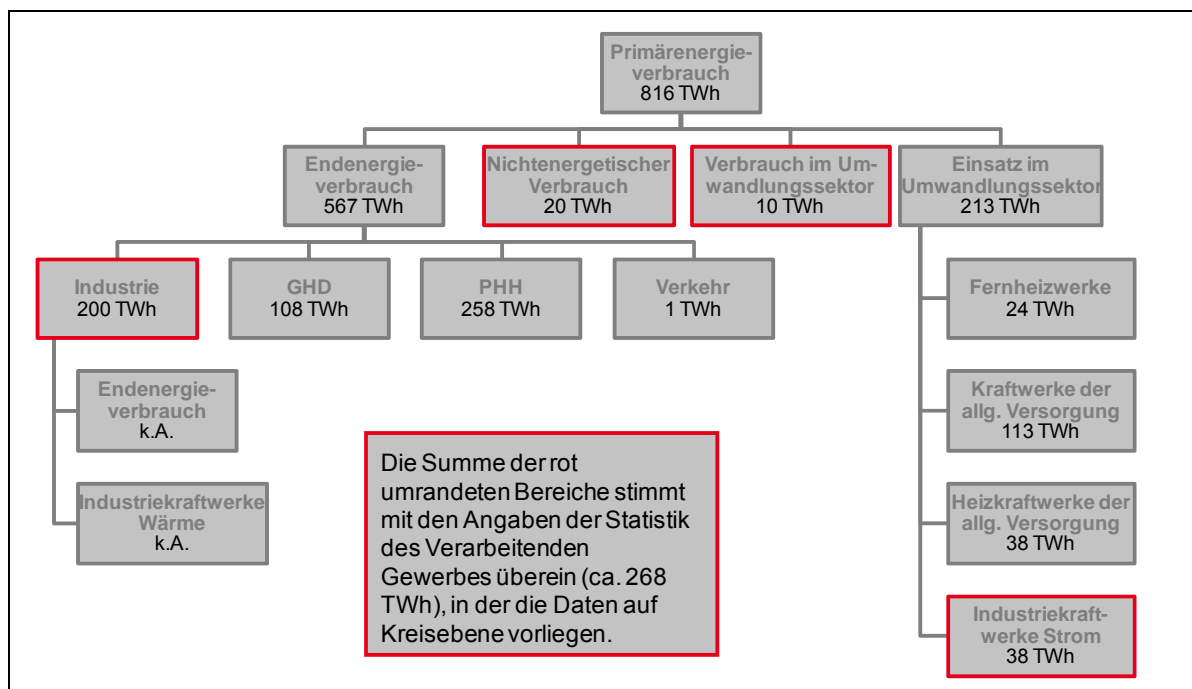 Primärenergie-
verbrauch
816 TWh
Endenergie-
verbrauch
567 TWh
Nichtenergetischer
Verbrauch
20 TWh
Verbrauch im Um-
wandlungssektor
10 TWh
Einsatz im
Umwandlungssektor
213 TWh
Industrie
200 TWh
GHD
108 TWh
PHH
258 TWh
Verkehr
1 TWh
Fernheizwerke
24 TWh
Endenergie-
verbrauch
k.A.
Kraftwerke der
allg. Versorgung
113 TWh
Industriekraftwerke
Wärme
k.A.
Die Summe der rot
umrandeten Bereiche stimmt
mit den Angaben der Statistik
des Verarbeitenden
Gewerbes überein (ca. 268
TWh), in der die Daten auf
Kreisebene vorliegen.
Heizkraftwerke der
allg. Versorgung
38 TWh
Industriekraft-
werke Strom
38 TWh